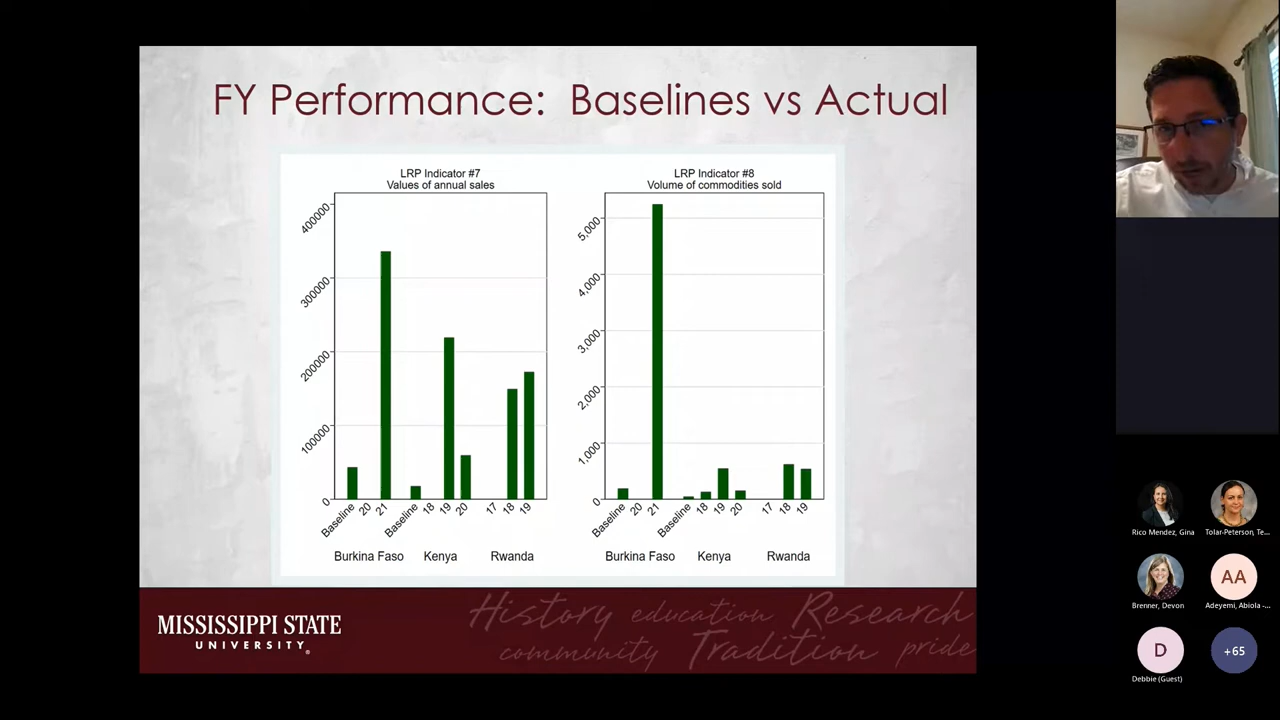 FY Performance: Baselines vs Actual
LRP Indicator #7
Values of annual sales
400000
300000
200000
100000
0
Baseline
20
21
Baseline
18
19
20
17
18
19
Burkina Faso
Kenya
Rwanda
LRP Indicator #8
Volume of commodities sold
5,000
4,000
3,000
2,000
1,000
0
Baseline
20
21
Baseline
18
19
20
17
18
19
Burkina Faso
Kenya
Rwanda
MISSISSIPPI STATE
UNIVERSITY®
History education Research
community Tradition pride
Rico Mendez, Gina
Tolar-Peterson, Te...
Brenner, Devon
AA
Adeyemi, Abiola -...
D
Debbie (Guest)
+65